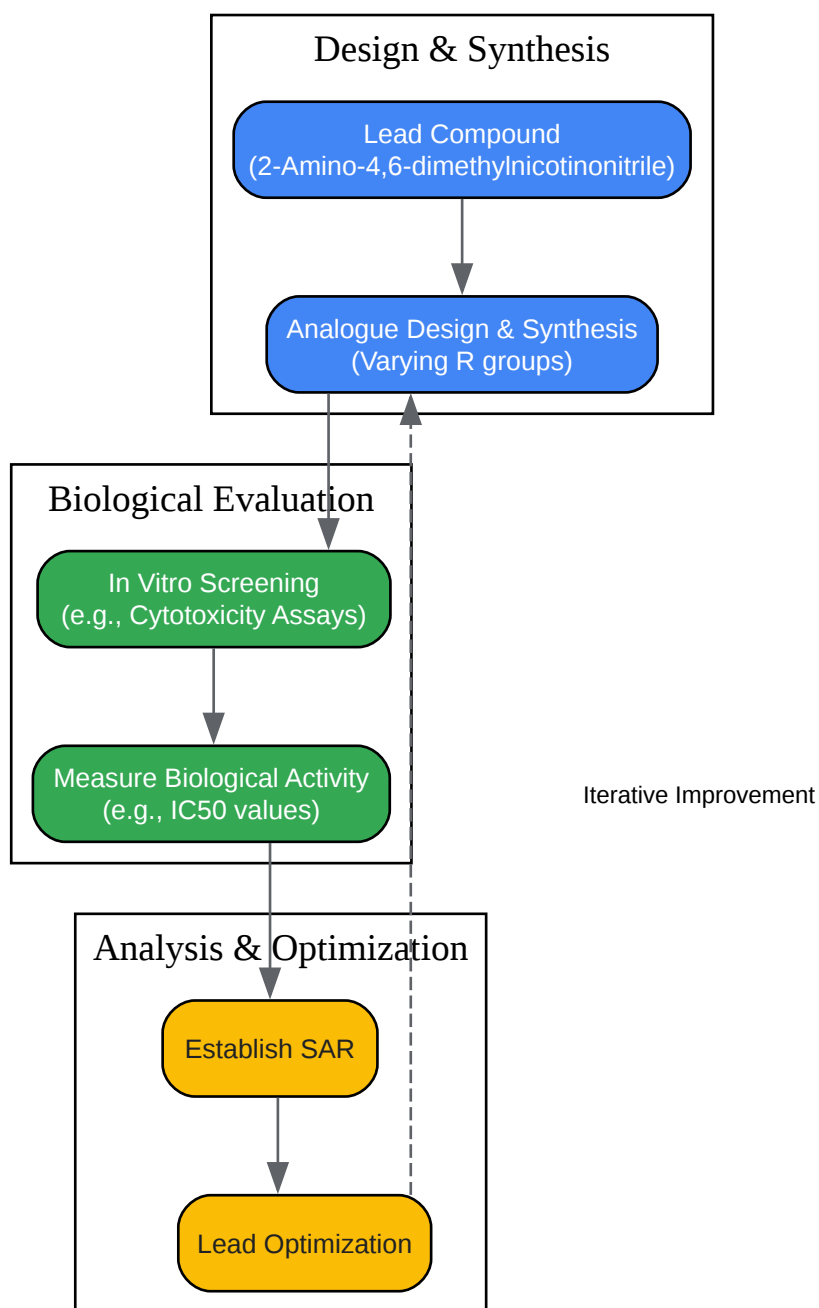 Design & Synthesis
Lead Compound
(2-Amino-4,6-dimethylnicotinonitrile)
Analogue Design & Synthesis
(Varying R groups)
Biological Evaluation
In Vitro Screening
(e.g., Cytotoxicity Assays)
Measure Biological Activity
(e.g., IC50 values)
Iterative Improvement
Analysis & Optimization
Establish SAR
Lead Optimization